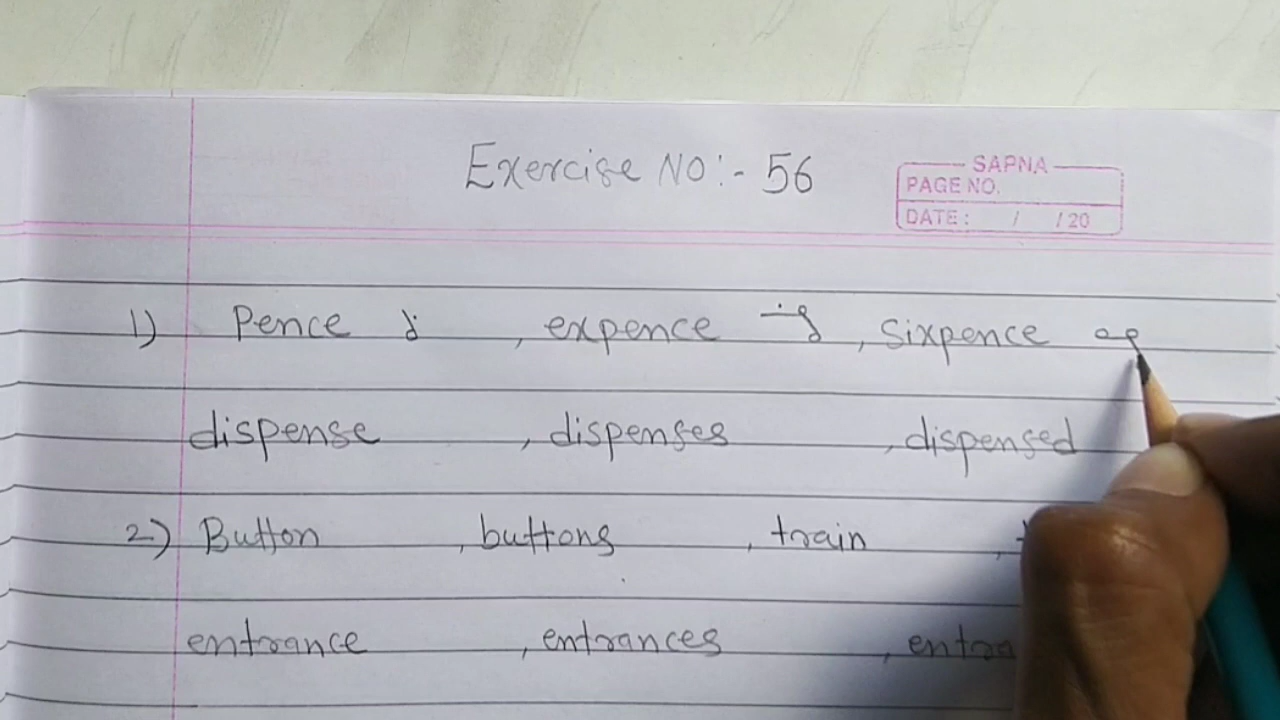 Exercise NO:- 56
SAPNA
PAGE NO.
DATE: / /20
1) Pence , expence , sixpence
dispense , dispenses , dispensed
2) Button , buttons , train ,
entrance , entrances ,